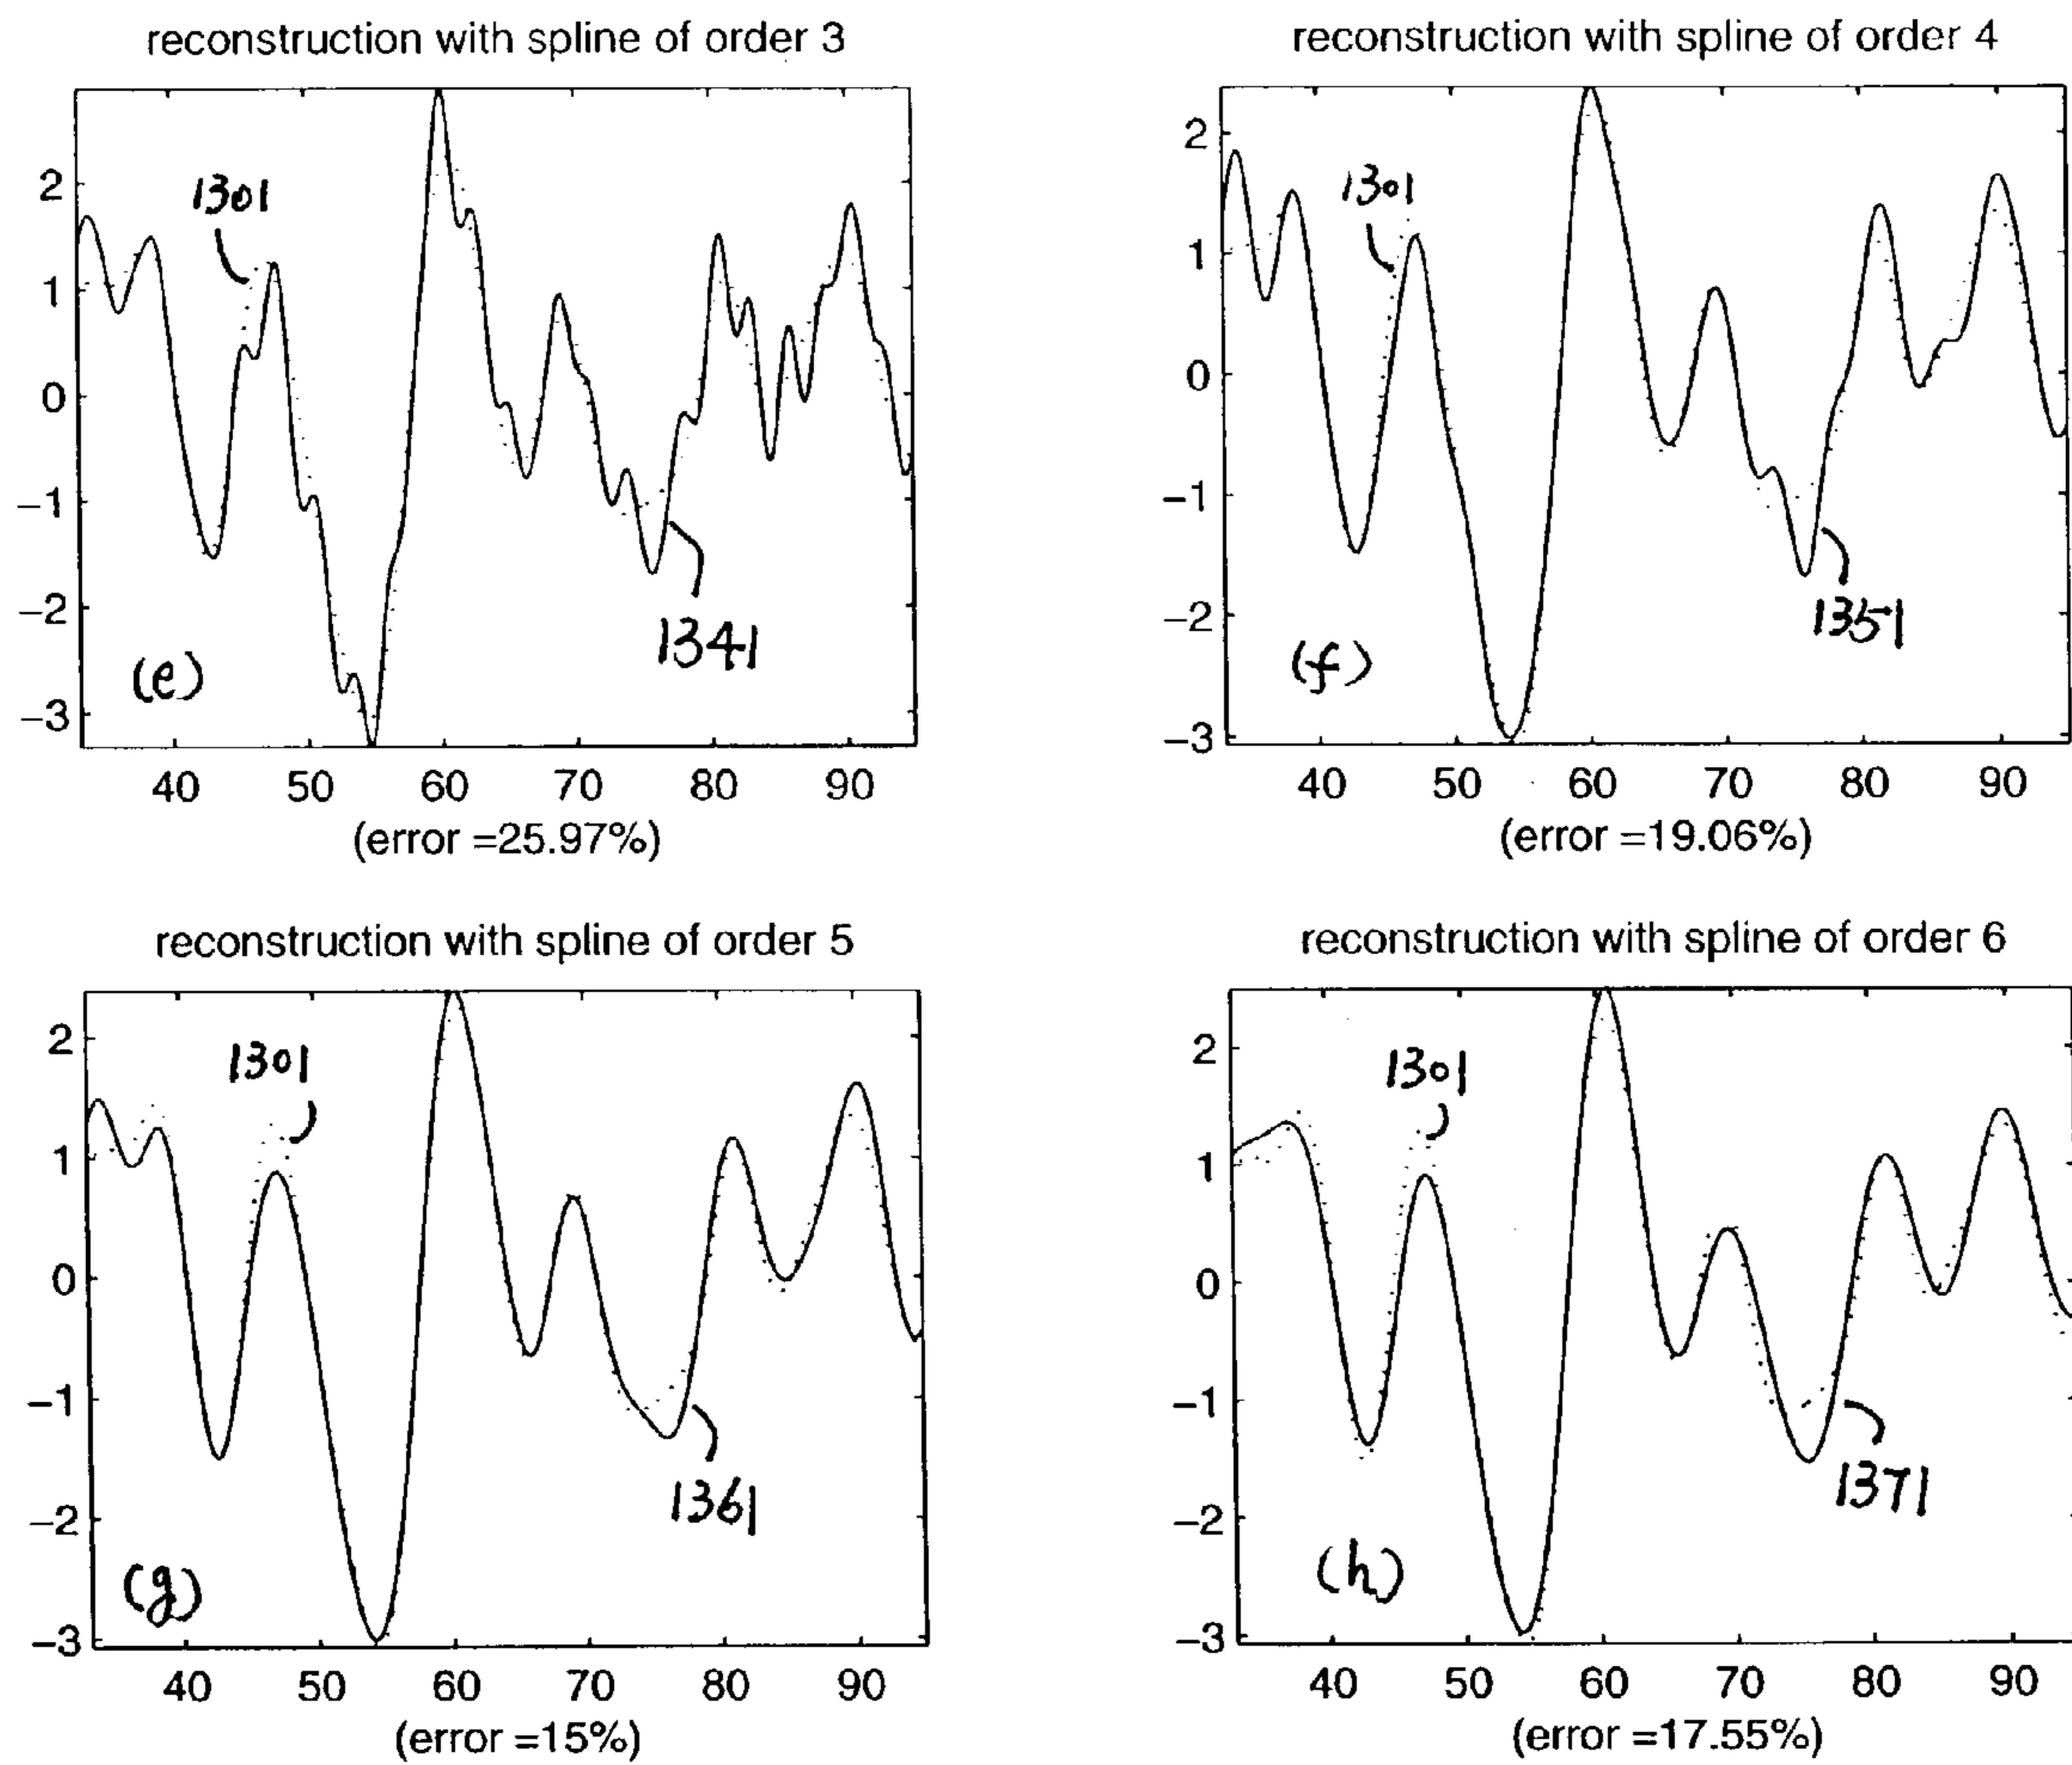 reconstruction with spline of order 3
2
1
0
−1
−2
−3
1301
1341
(e)
40 50 60 70 80 90
(error =25.97%)
reconstruction with spline of order 4
2
1
0
−1
−2
−3
1301
1351
(f)
40 50 60 70 80 90
(error =19.06%)
reconstruction with spline of order 5
2
1
0
−1
−2
−3
1301
1361
(g)
40 50 60 70 80 90
(error =15%)
reconstruction with spline of order 6
2
1
0
−1
−2
−3
1301
1371
(h)
40 50 60 70 80 90
(error =17.55%)